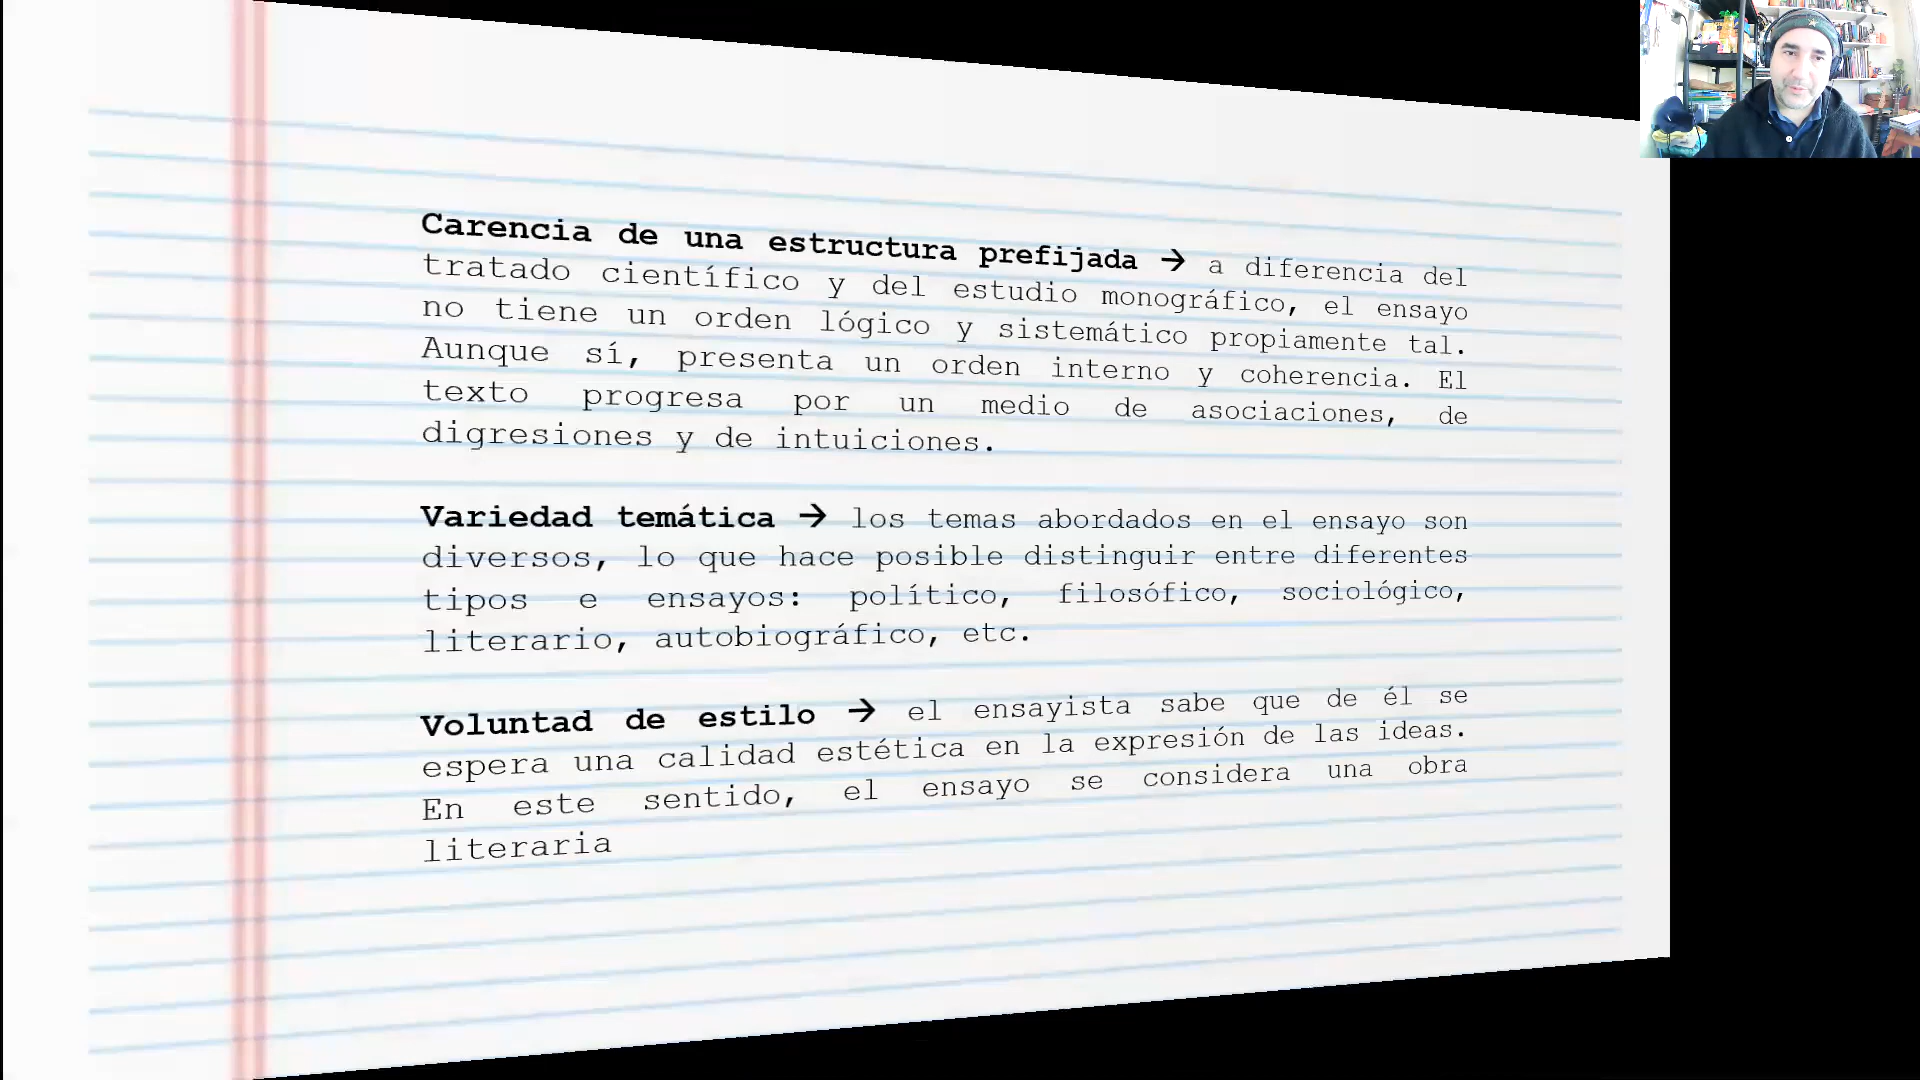 Carencia de una estructura prefijada → a diferencia del
tratado científico y del estudio monográfico, el ensayo
no tiene un orden lógico y sistemático propiamente tal.
Aunque sí, presenta un orden interno y coherencia. El
texto progresa por un medio de asociaciones, de
digresiones y de intuiciones.
Variedad temática → los temas abordados en el ensayo son
diversos, lo que hace posible distinguir entre diferentes
tipos e ensayos: político, filosófico, sociológico,
literario, autobiográfico, etc.
Voluntad de estilo → el ensayista sabe que de él se
espera una calidad estética en la expresión de las ideas.
En este sentido, el ensayo se considera una obra
literaria